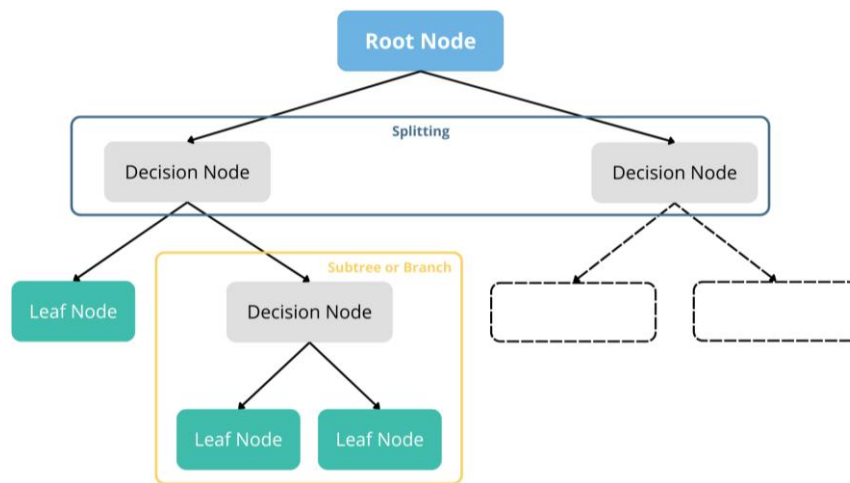 Root Node
Splitting
Decision Node
Decision Node
Subtree or Branch
Leaf Node
Decision Node
Leaf Node
Leaf Node